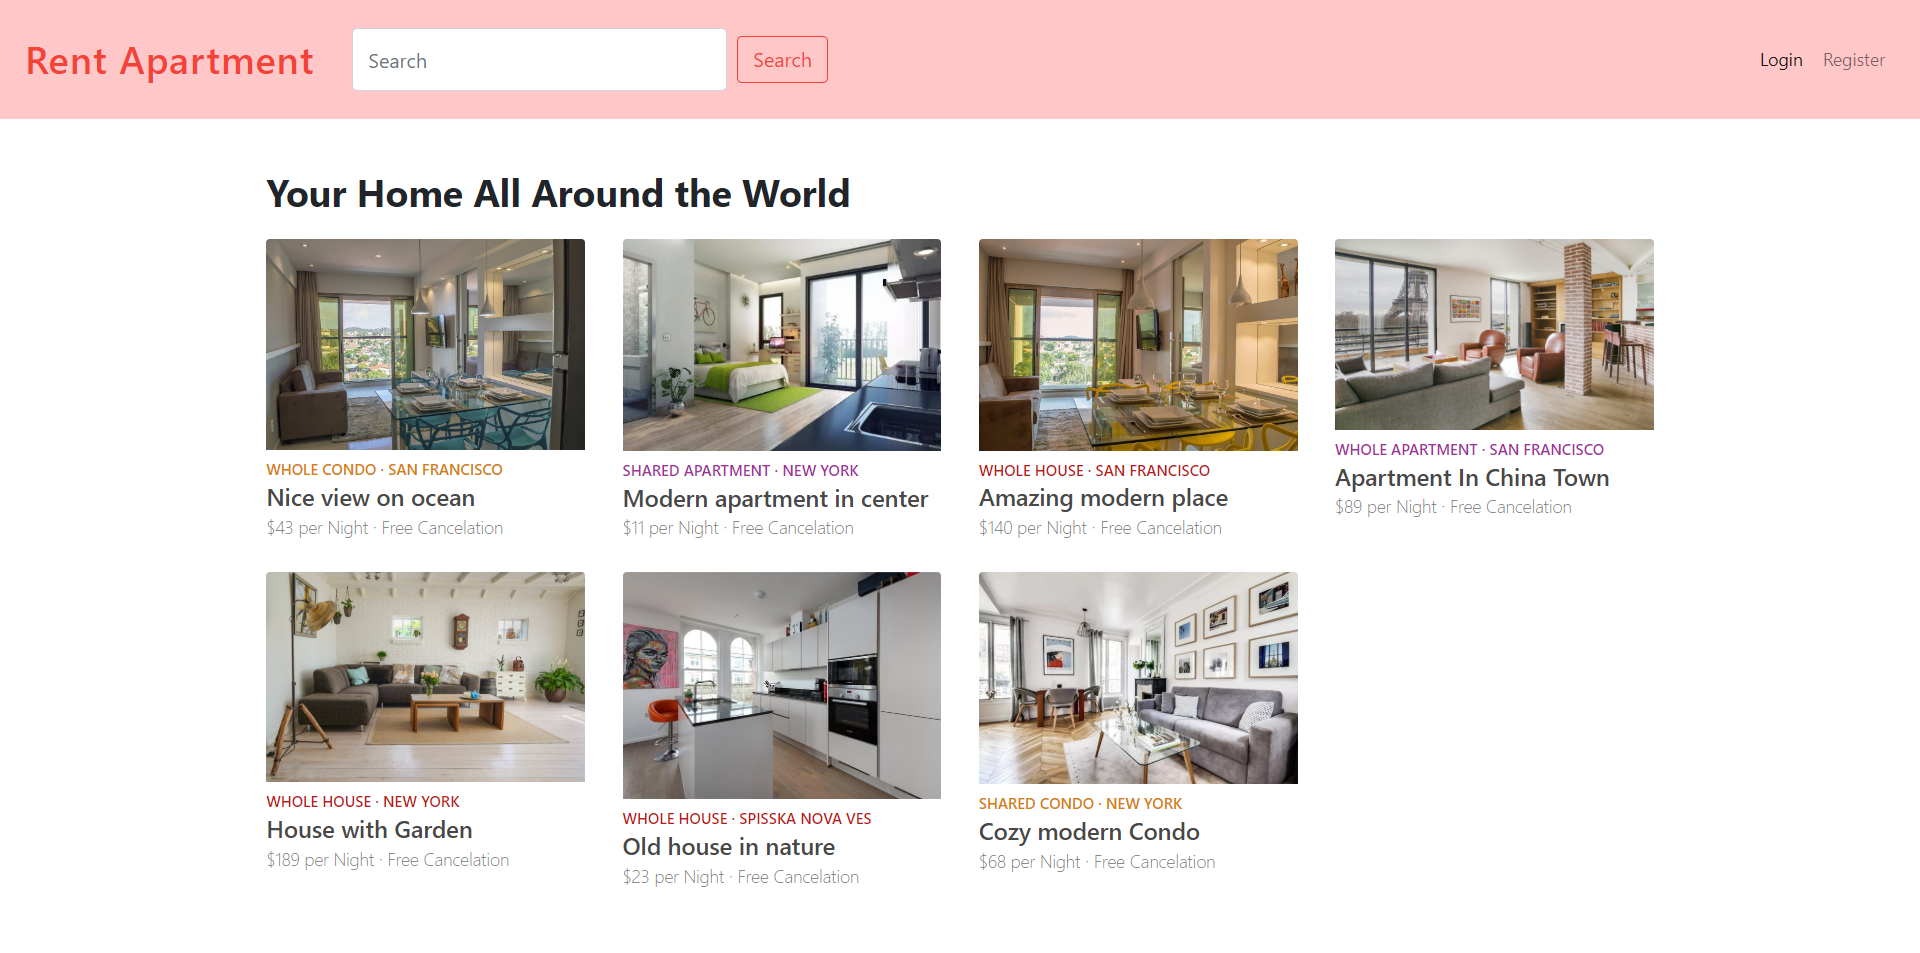 Rent Apartment
Search
Search
Login
Register
Your Home All Around the World
WHOLE CONDO · SAN FRANCISCO
Nice view on ocean
$43 per Night · Free Cancelation
SHARED APARTMENT · NEW YORK
Modern apartment in center
$11 per Night · Free Cancelation
WHOLE HOUSE · SAN FRANCISCO
Amazing modern place
$140 per Night · Free Cancelation
WHOLE APARTMENT · SAN FRANCISCO
Apartment In China Town
$89 per Night · Free Cancelation
WHOLE HOUSE · NEW YORK
House with Garden
$189 per Night · Free Cancelation
WHOLE HOUSE · SPISSKA NOVA VES
Old house in nature
$23 per Night · Free Cancelation
SHARED CONDO · NEW YORK
Cozy modern Condo
$68 per Night · Free Cancelation